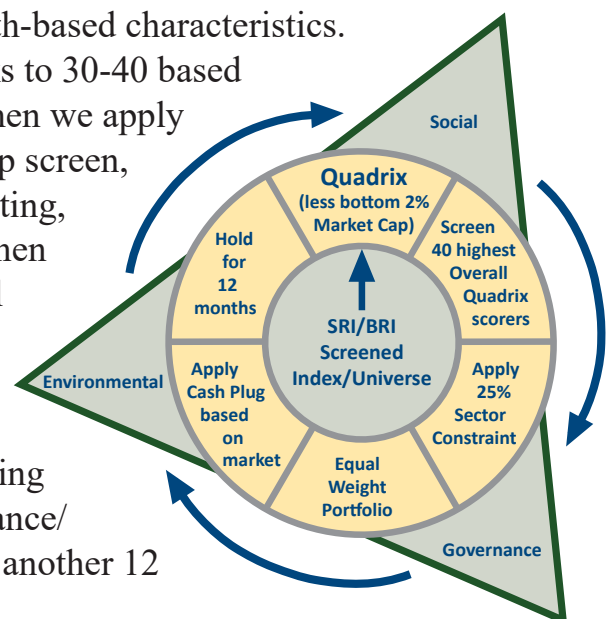 th-based characteristics.
s to 30-40 based
hen we apply
p screen,
ting,
hen
ing
ance/
another 12
Social
Quadrix
(less bottom 2%
Market Cap)
Screen
40 highest
Overall
Quadrix
scorers
Apply
25%
Sector
Constraint
Equal
Weight
Portfolio
Apply
Cash Plug
based
on
market
Hold
for
12
months
SRI/BRI
Screened
Index/Universe
Environmental
Governance